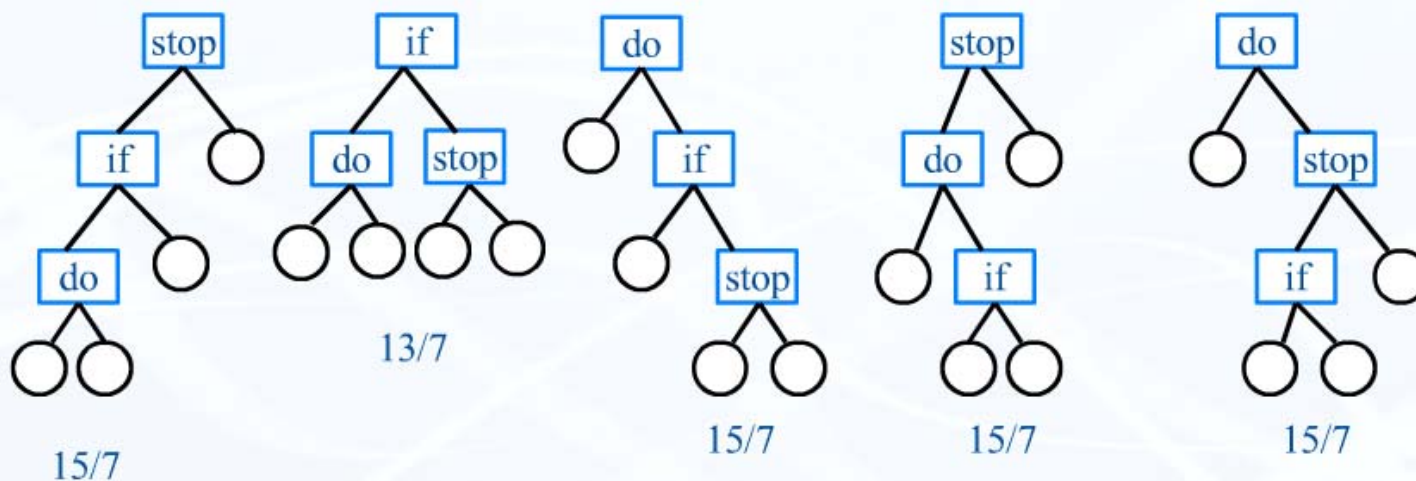 stop if do stop do
if do stop if do stop
do stop if if
13/7
15/7 15/7 15/7
15/7